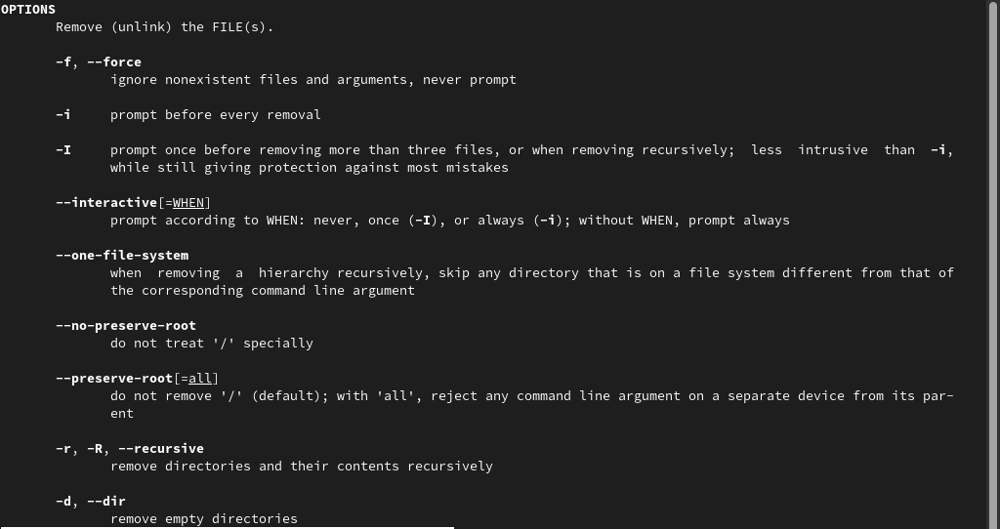 OPTIONS
Remove (unlink) the FILE(s).
-f, --force
ignore nonexistent files and arguments, never prompt
-i     prompt before every removal
-I     prompt once before removing more than three files, or when removing recursively;  less  intrusive  than  -i,
while still giving protection against most mistakes
--interactive[=WHEN]
prompt according to WHEN: never, once (-I), or always (-i); without WHEN, prompt always
--one-file-system
when  removing  a  hierarchy recursively, skip any directory that is on a file system different from that of
the corresponding command line argument
--no-preserve-root
do not treat '/' specially
--preserve-root[=all]
do not remove '/' (default); with 'all', reject any command line argument on a separate device from its par-
ent
-r, -R, --recursive
remove directories and their contents recursively
-d, --dir
remove empty directories